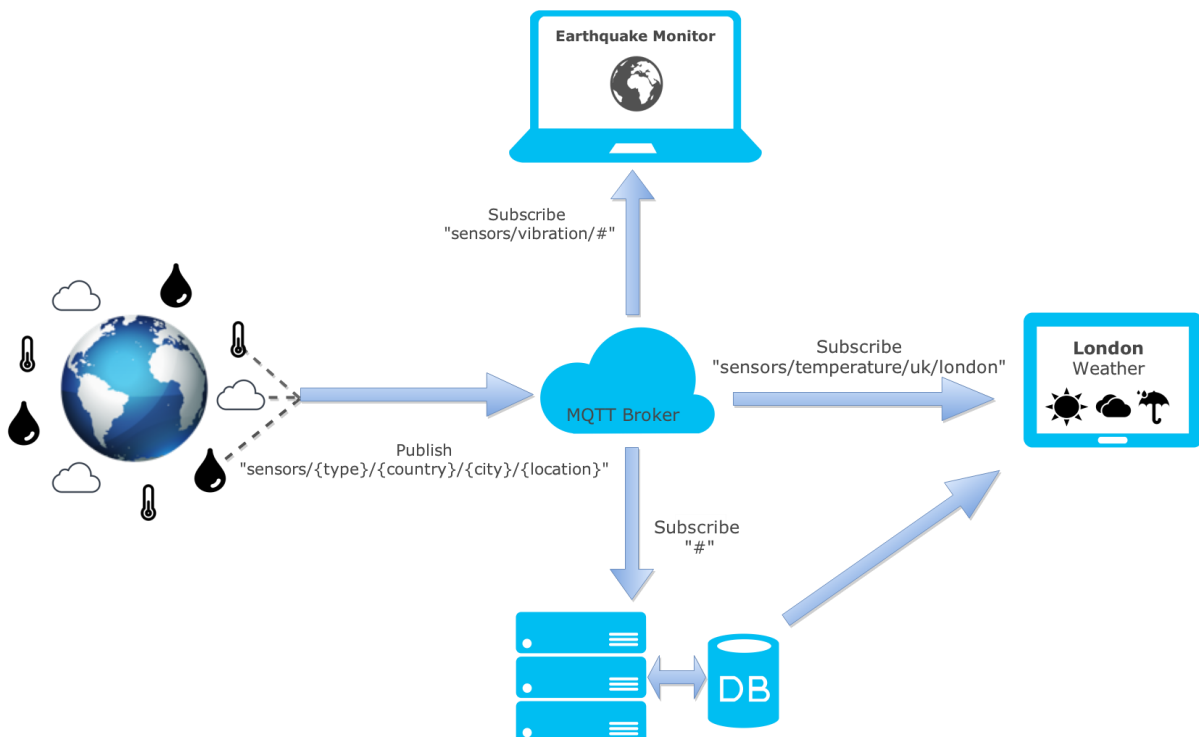 Earthquake Monitor
Subscribe
"sensors/vibration/#"
Subscribe
"sensors/temperature/uk/london"
London
Weather
MQTT Broker
Publish
"sensors/{type}/{country}/{city}/{location}"
Subscribe
"#"
DB